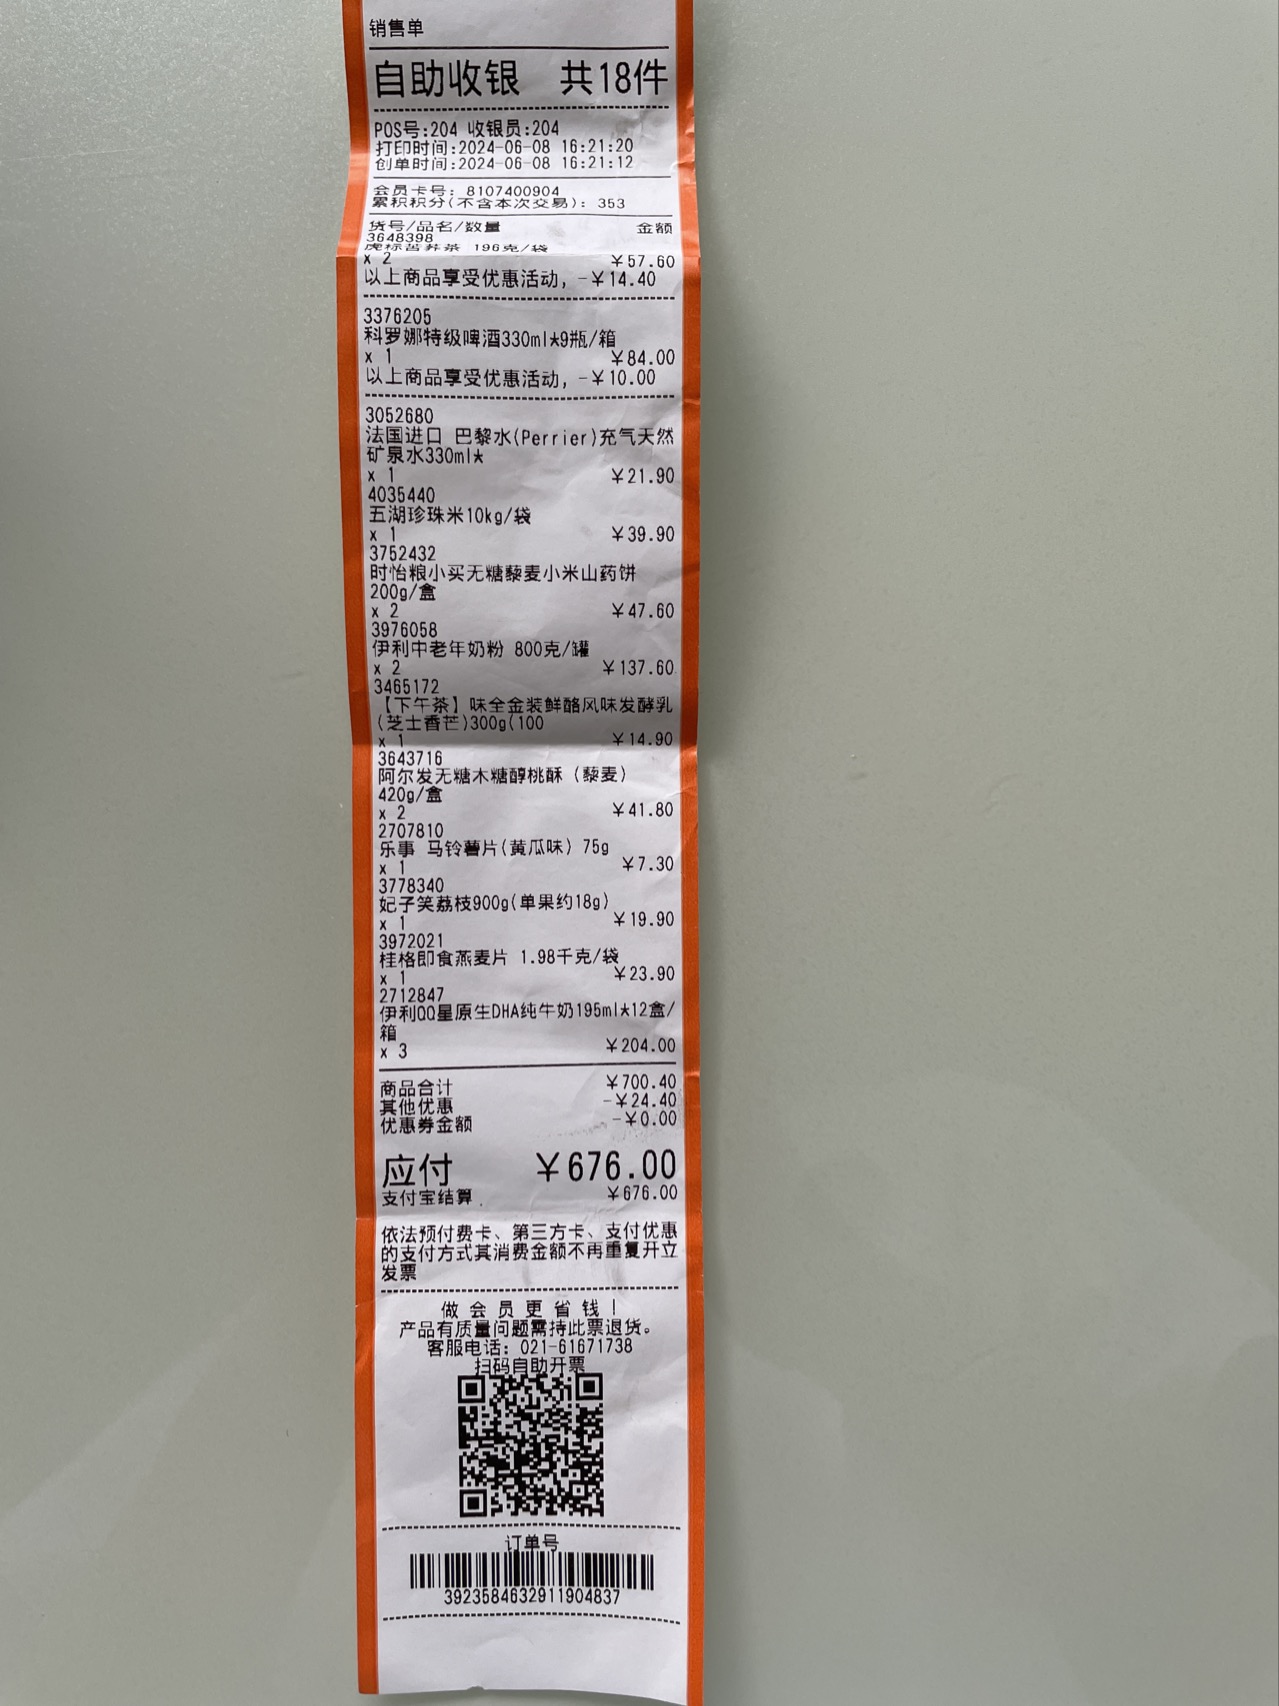 销售单
自助收银 共18件
POS号:204 收银员:204
打印时间:2024-06-08 16:21:20
创单时间:2024-06-08 16:21:12
会员卡号: 8107400904
累积积分(不含本次交易): 353
货号/品名/数量 金额
3648398
虎标苦荞茶 196克/袋
x 2 ¥57.60
以上商品享受优惠活动, -¥14.40
3376205
科罗娜特级啤酒330ml*9瓶/箱
x 1 ¥84.00
以上商品享受优惠活动, -¥10.00
3052680
法国进口 巴黎水(Perrier)充气天然
矿泉水330ml*
x 1 ¥21.90
4035440
五湖珍珠米10kg/袋
x 1 ¥39.90
3752432
时怡粮小买无糖藜麦小米山药饼
200g/盒
x 2 ¥47.60
3976058
伊利中老年奶粉 800克/罐
x 2 ¥137.60
3465172
【下午茶】味全金装鲜酪风味发酵乳
(芝士香芒)300g(100
x 1 ¥14.90
3643716
阿尔发无糖木糖醇桃酥（藜麦）
420g/盒
x 2 ¥41.80
2707810
乐事 马铃薯片(黄瓜味) 75g
x 1 ¥7.30
3778340
妃子笑荔枝900g(单果约18g)
x 1 ¥19.90
3972021
桂格即食燕麦片 1.98千克/袋
x 1 ¥23.90
2712847
伊利QQ星原生DHA纯牛奶195ml*12盒/
箱
x 3 ¥204.00
商品合计 ¥700.40
其他优惠 -¥24.40
优惠券金额 -¥0.00
应付 ¥676.00
支付宝结算 ¥676.00
依法预付费卡、第三方卡、支付优惠
的支付方式其消费金额不再重复开立
发票
做会员更省钱！
产品有质量问题需持此票退货。
客服电话: 021-61671738
扫码自助开票
订单号
3923584632911904837